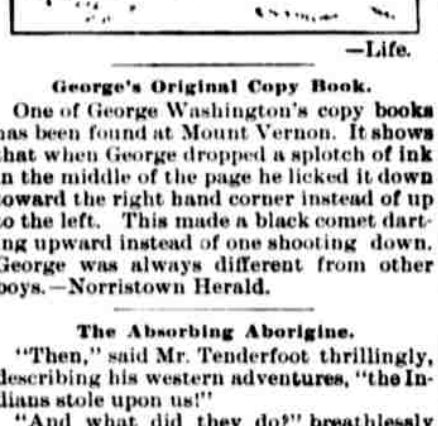 —Life.
George's Original Copy Book.
One of George Washington's copy books
has been found at Mount Vernon. It shows
that when George dropped a splotch of ink
in the middle of the page he licked it down
toward the right hand corner instead of up
to the left. This made a black comet dart-
ing upward instead of one shooting down.
George was always different from other
boys.—Norristown Herald.
The Absorbing Aborigine.
"Then," said Mr. Tenderfoot thrillingly,
describing his western adventures, "the In-
dians stole upon us!"
"And what did they do?" breathlessly